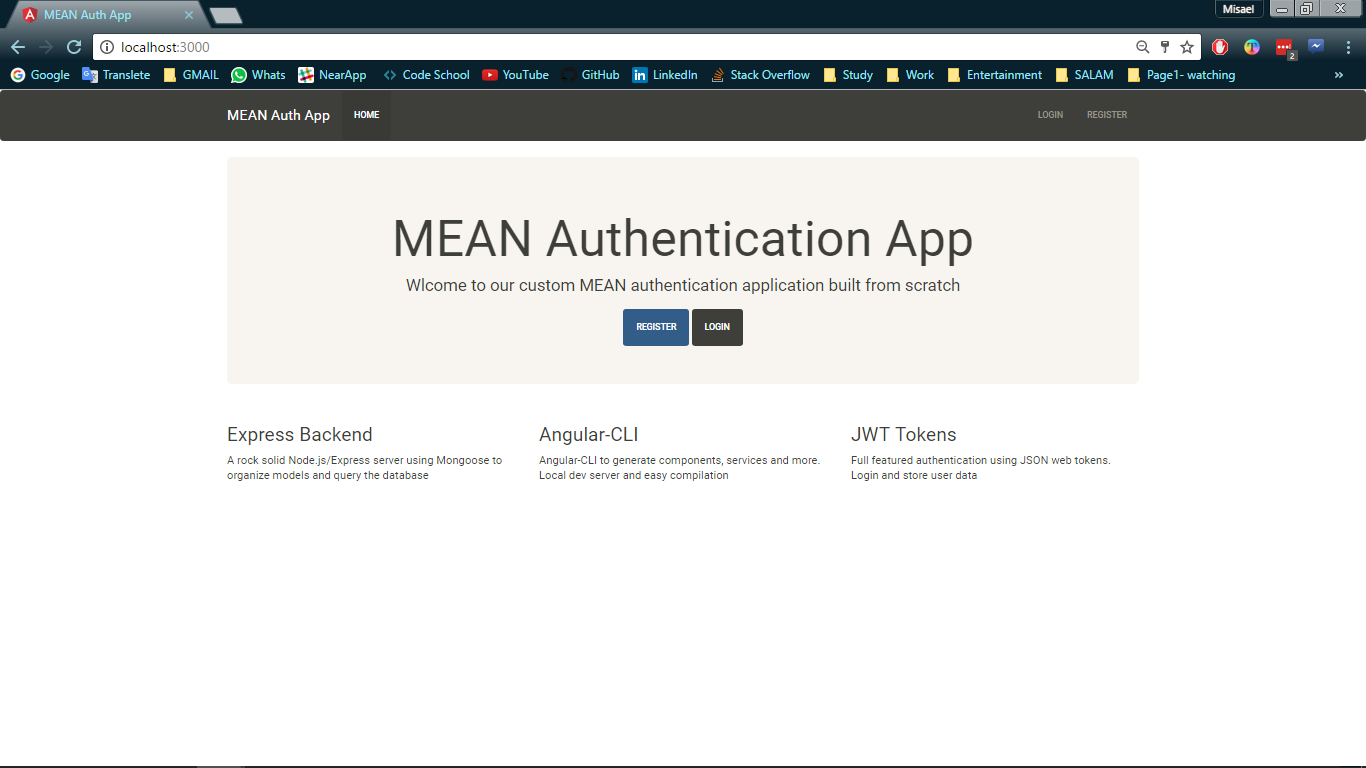 MEAN Auth App
Misael
localhost:3000
2
Google Translete GMAIL Whats NearApp Code School YouTube GitHub LinkedIn Stack Overflow Study Work Entertainment SALAM Page1- watching »
MEAN Auth App HOME LOGIN REGISTER
MEAN Authentication App
Wlcome to our custom MEAN authentication application built from scratch
REGISTER LOGIN
Express Backend
A rock solid Node.js/Express server using Mongoose to
organize models and query the database
Angular-CLI
Angular-CLI to generate components, services and more.
Local dev server and easy compilation
JWT Tokens
Full featured authentication using JSON web tokens.
Login and store user data